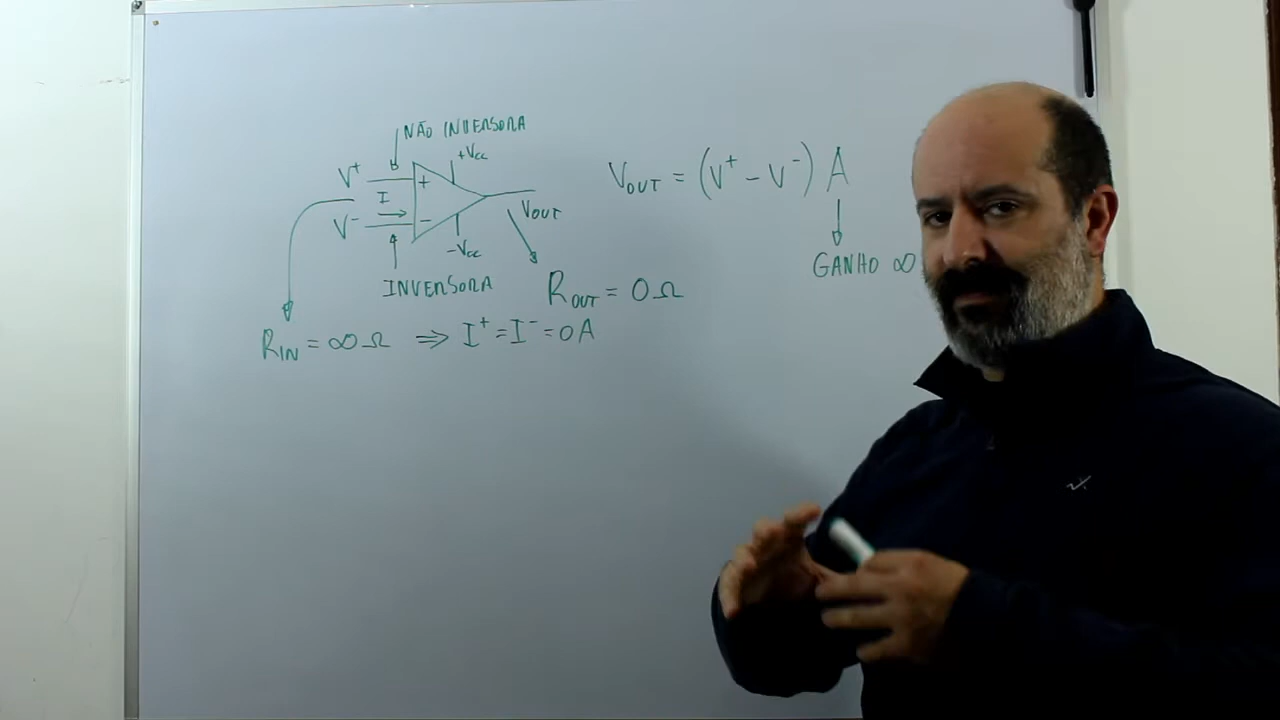 NÃO INVERSORA
+Vcc
V⁺
+
I
V⁻
−
VOUT
−Vcc
INVERSORA
VOUT = (V⁺ − V⁻) A
GANHO ∞
ROUT = 0Ω
RIN = ∞Ω ⇒ I⁺ = I⁻ = 0A